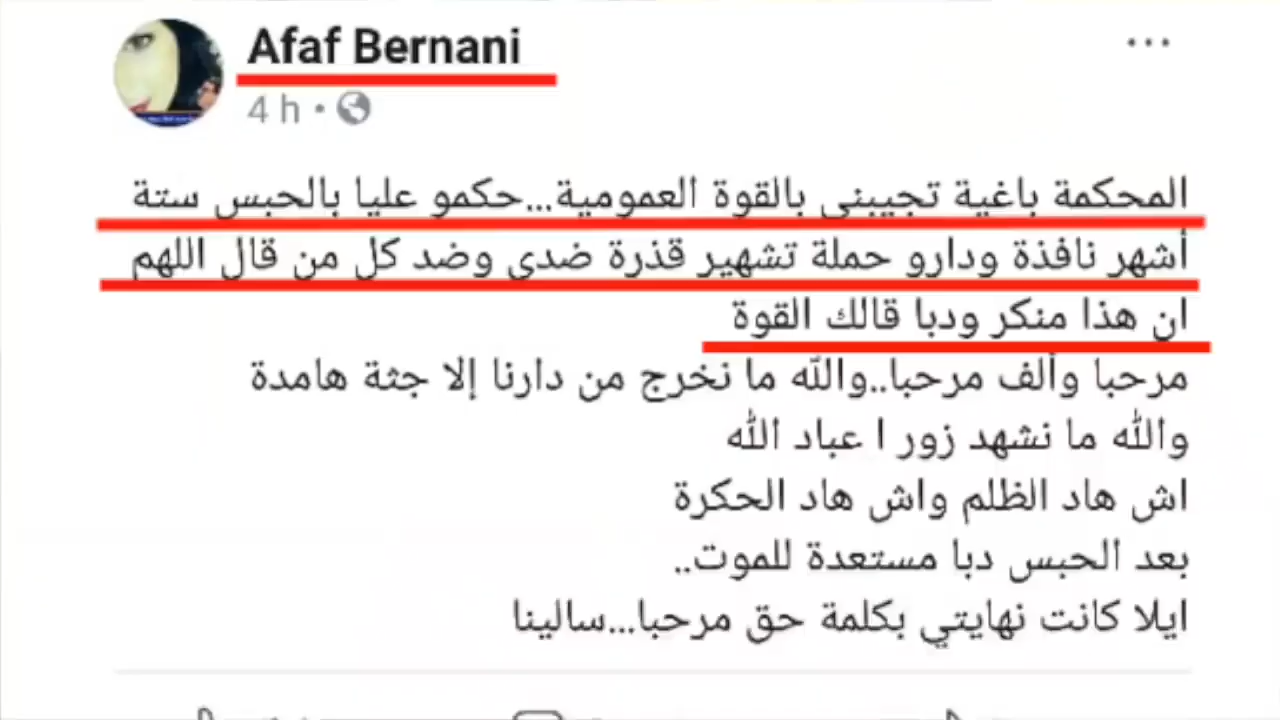 Afaf Bernani
4 h
المحكمة باغية تجيبنى بالقوة العمومية...حكمو عليا بالحبس ستة
أشهر نافذة ودارو حملة تشهير قذرة ضدى وضد كل من قال اللهم
ان هذا منكر ودبا قالك القوة
مرحبا وألف مرحبا..والله ما نخرج من دارنا إلا جثة هامدة
والله ما نشهد زور ا عباد الله
اش هاد الظلم واش هاد الحكرة
بعد الحبس دبا مستعدة للموت..
ايلا كانت نهايتي بكلمة حق مرحبا...سالينا